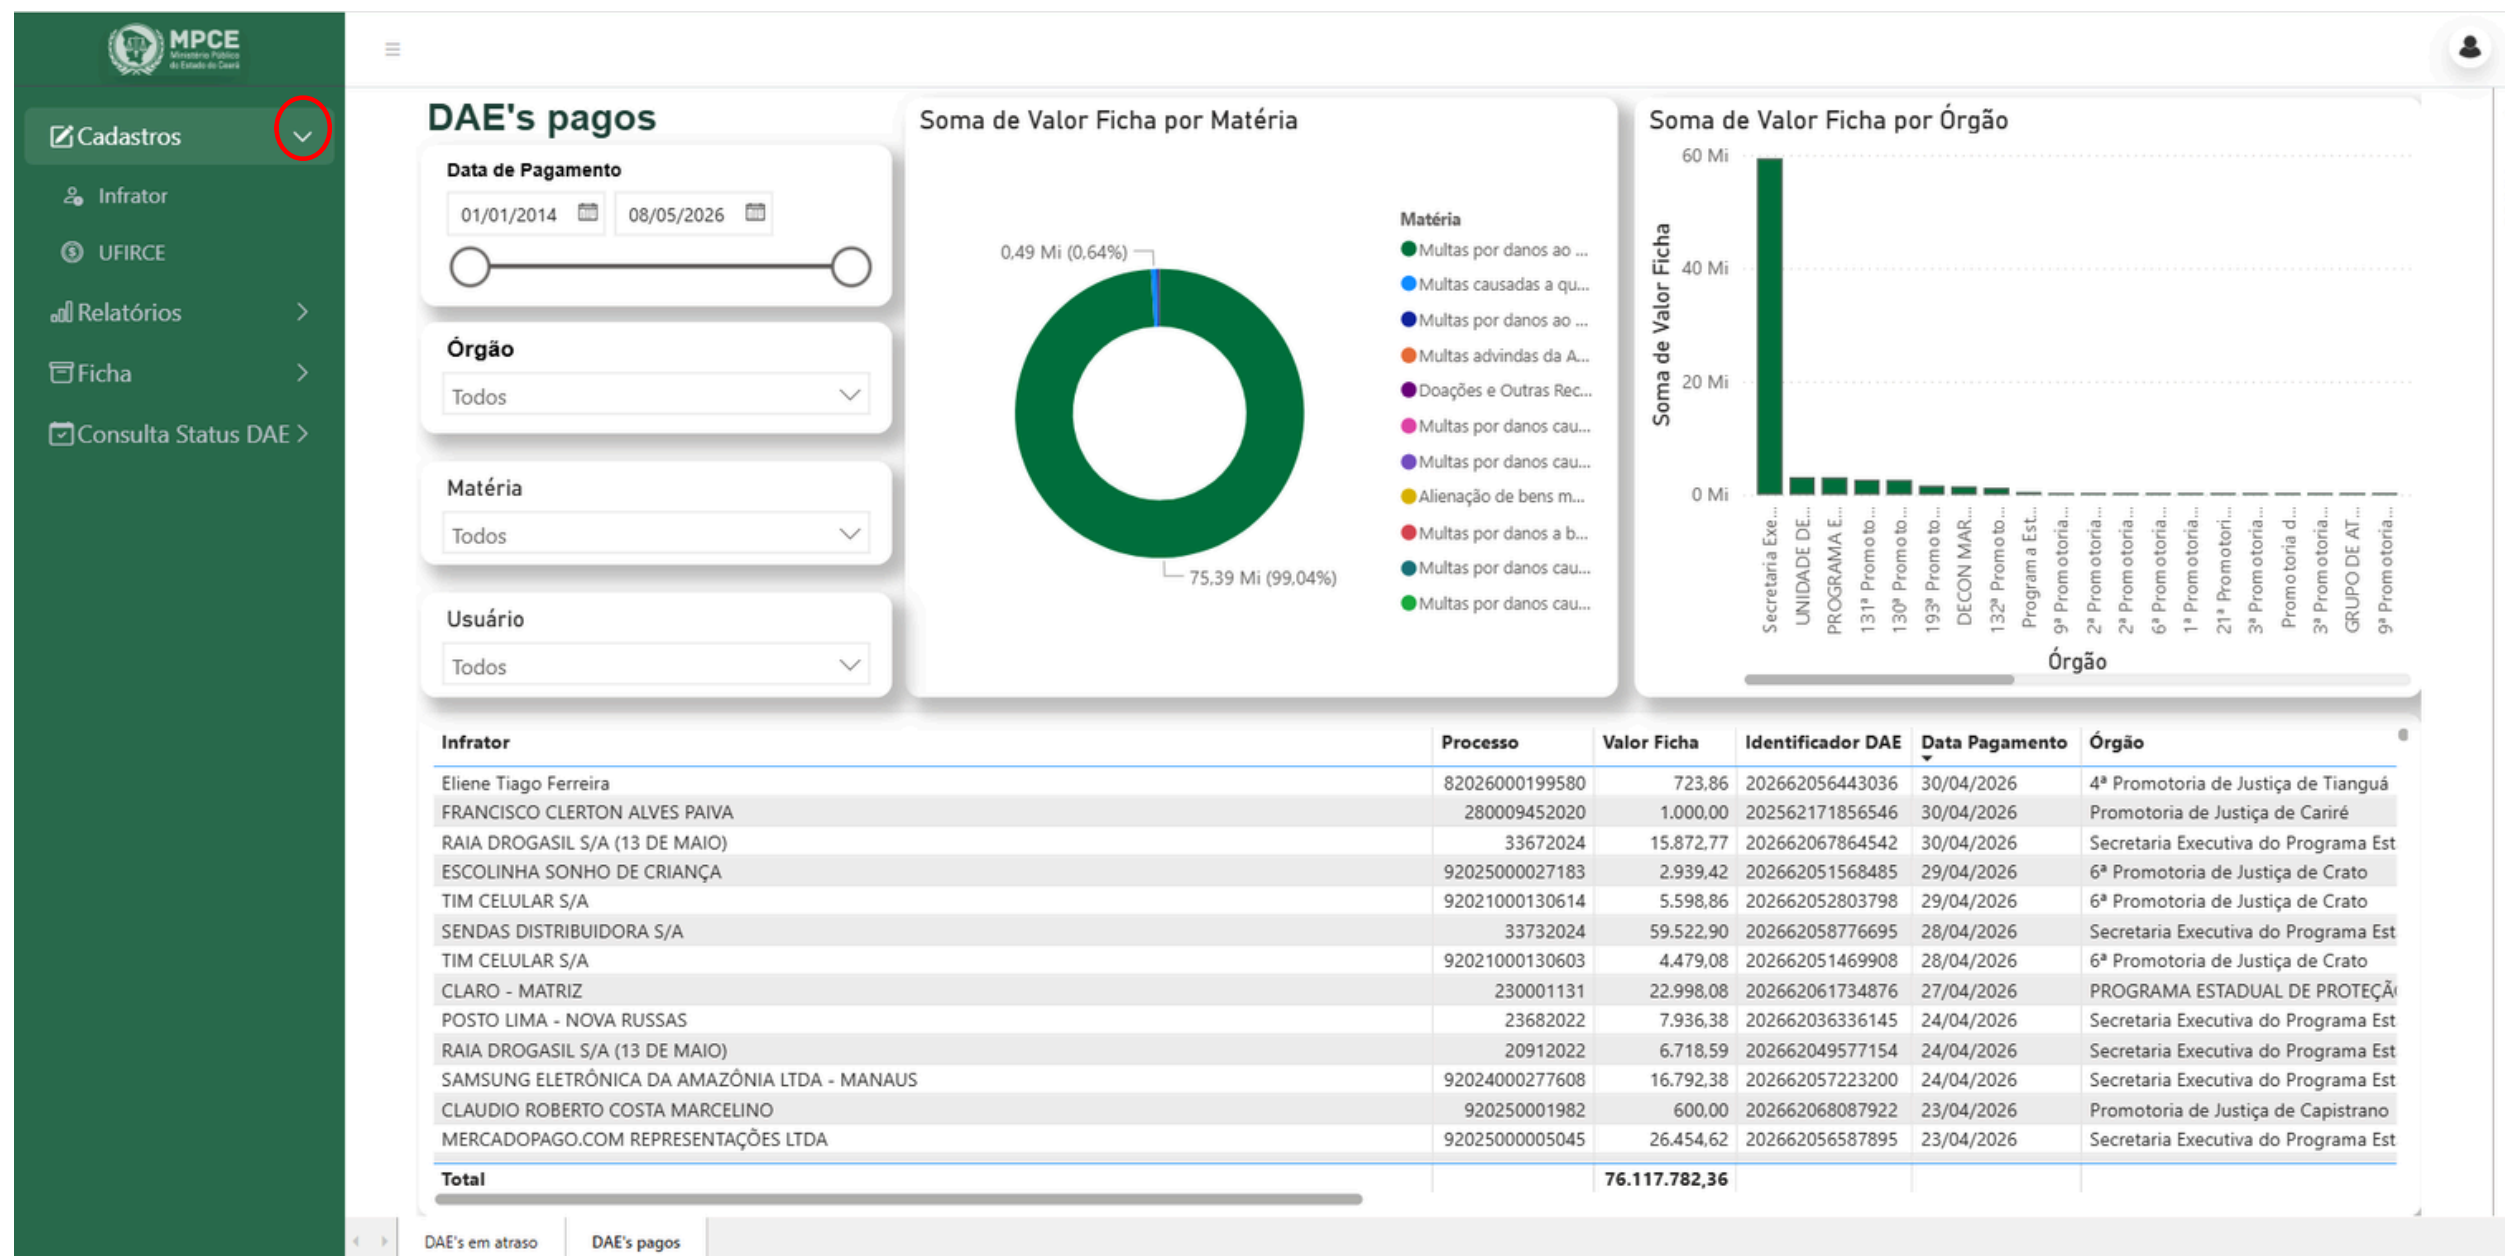 MPCE
Ministério Público
do Estado do Ceará
Cadastros
Infrator
UFIRCE
Relatórios
Ficha
Consulta Status DAE
DAE's pagos
Data de Pagamento
01/01/2014
08/05/2026
Órgão
Todos
Matéria
Todos
Usuário
Todos
Soma de Valor Ficha por Matéria
0,49 Mi (0,64%)
75,39 Mi (99,04%)
Matéria
Multas por danos ao ...
Multas causadas a qu...
Multas por danos ao ...
Multas advindas da A...
Doações e Outras Rec...
Multas por danos cau...
Multas por danos cau...
Alienação de bens m...
Multas por danos a b...
Multas por danos cau...
Multas por danos cau...
Soma de Valor Ficha por Órgão
Soma de Valor Ficha
60 Mi
40 Mi
20 Mi
0 Mi
Secretaria Exe...
UNIDADE DE...
PROGRAMA E...
131ª Promoto...
130ª Promoto...
193ª Promoto...
DECON MAR...
132ª Promoto...
Programa Est...
9ª Promotoria...
2ª Promotoria...
2ª Promotoria...
6ª Promotoria...
1ª Promotoria...
21ª Promotori...
3ª Promotoria...
Promotoria d...
3ª Promotoria...
GRUPO DE AT...
9ª Promotoria...
Órgão
Infrator Processo Valor Ficha Identificador DAE Data Pagamento Órgão
Eliene Tiago Ferreira 82026000199580 723,86 202662056443036 30/04/2026 4ª Promotoria de Justiça de Tianguá
FRANCISCO CLERTON ALVES PAIVA 280009452020 1.000,00 202562171856546 30/04/2026 Promotoria de Justiça de Cariré
RAIA DROGASIL S/A (13 DE MAIO) 33672024 15.872,77 202662067864542 30/04/2026 Secretaria Executiva do Programa Est
ESCOLINHA SONHO DE CRIANÇA 92025000027183 2.939,42 202662051568485 29/04/2026 6ª Promotoria de Justiça de Crato
TIM CELULAR S/A 92021000130614 5.598,86 202662052803798 29/04/2026 6ª Promotoria de Justiça de Crato
SENDAS DISTRIBUIDORA S/A 33732024 59.522,90 202662058776695 28/04/2026 Secretaria Executiva do Programa Est
TIM CELULAR S/A 92021000130603 4.479,08 202662051469908 28/04/2026 6ª Promotoria de Justiça de Crato
CLARO - MATRIZ 230001131 22.998,08 202662061734876 27/04/2026 PROGRAMA ESTADUAL DE PROTEÇÃ
POSTO LIMA - NOVA RUSSAS 23682022 7.936,38 202662036336145 24/04/2026 Secretaria Executiva do Programa Est
RAIA DROGASIL S/A (13 DE MAIO) 20912022 6.718,59 202662049577154 24/04/2026 Secretaria Executiva do Programa Est
SAMSUNG ELETRÔNICA DA AMAZÔNIA LTDA - MANAUS 92024000277608 16.792,38 202662057223200 24/04/2026 Secretaria Executiva do Programa Est
CLAUDIO ROBERTO COSTA MARCELINO 920250001982 600,00 202662068087922 23/04/2026 Promotoria de Justiça de Capistrano
MERCADOPAGO.COM REPRESENTAÇÕES LTDA 92025000005045 26.454,62 202662056587895 23/04/2026 Secretaria Executiva do Programa Est
Total 76.117.782,36
DAE's em atraso
DAE's pagos